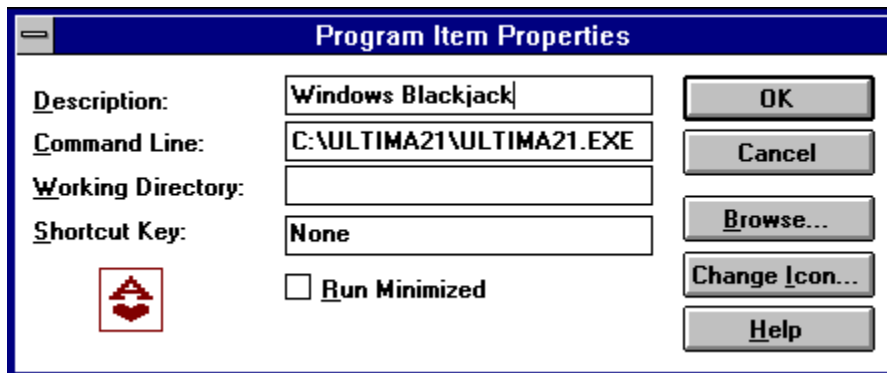 Program Item Properties
Description:
Windows Blackjack
OK
Command Line:
C:\ULTIMA21\ULTIMA21.EXE
Cancel
Working Directory:
Shortcut Key:
None
Browse...
Run Minimized
Change Icon...
Help